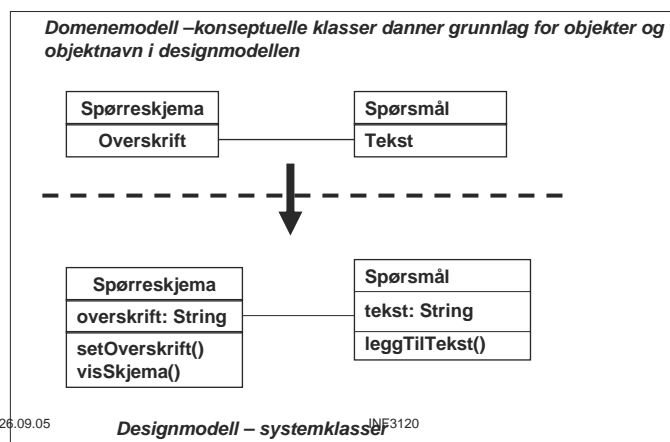 Domenemodell –konseptuelle klasser danner grunnlag for objekter og
objektnavn i designmodellen
Spørreskjema
Spørsmål
Overskrift
Tekst
Spørreskjema
Spørsmål
overskrift: String
tekst: String
setOverskrift()
leggTilTekst()
visSkjema()
26.09.05
Designmodell – systemklasser
INF3120